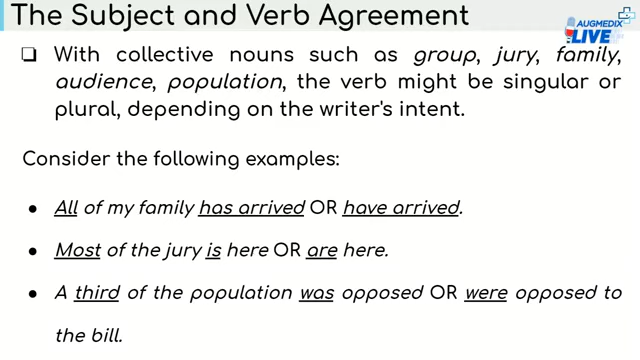 The Subject and Verb Agreement
AUGMEDIX
LIVE
❏ With collective nouns such as group, jury, family,
audience, population, the verb might be singular or
plural, depending on the writer's intent.
Consider the following examples:
● All of my family has arrived OR have arrived.
● Most of the jury is here OR are here.
● A third of the population was opposed OR were opposed to
the bill.